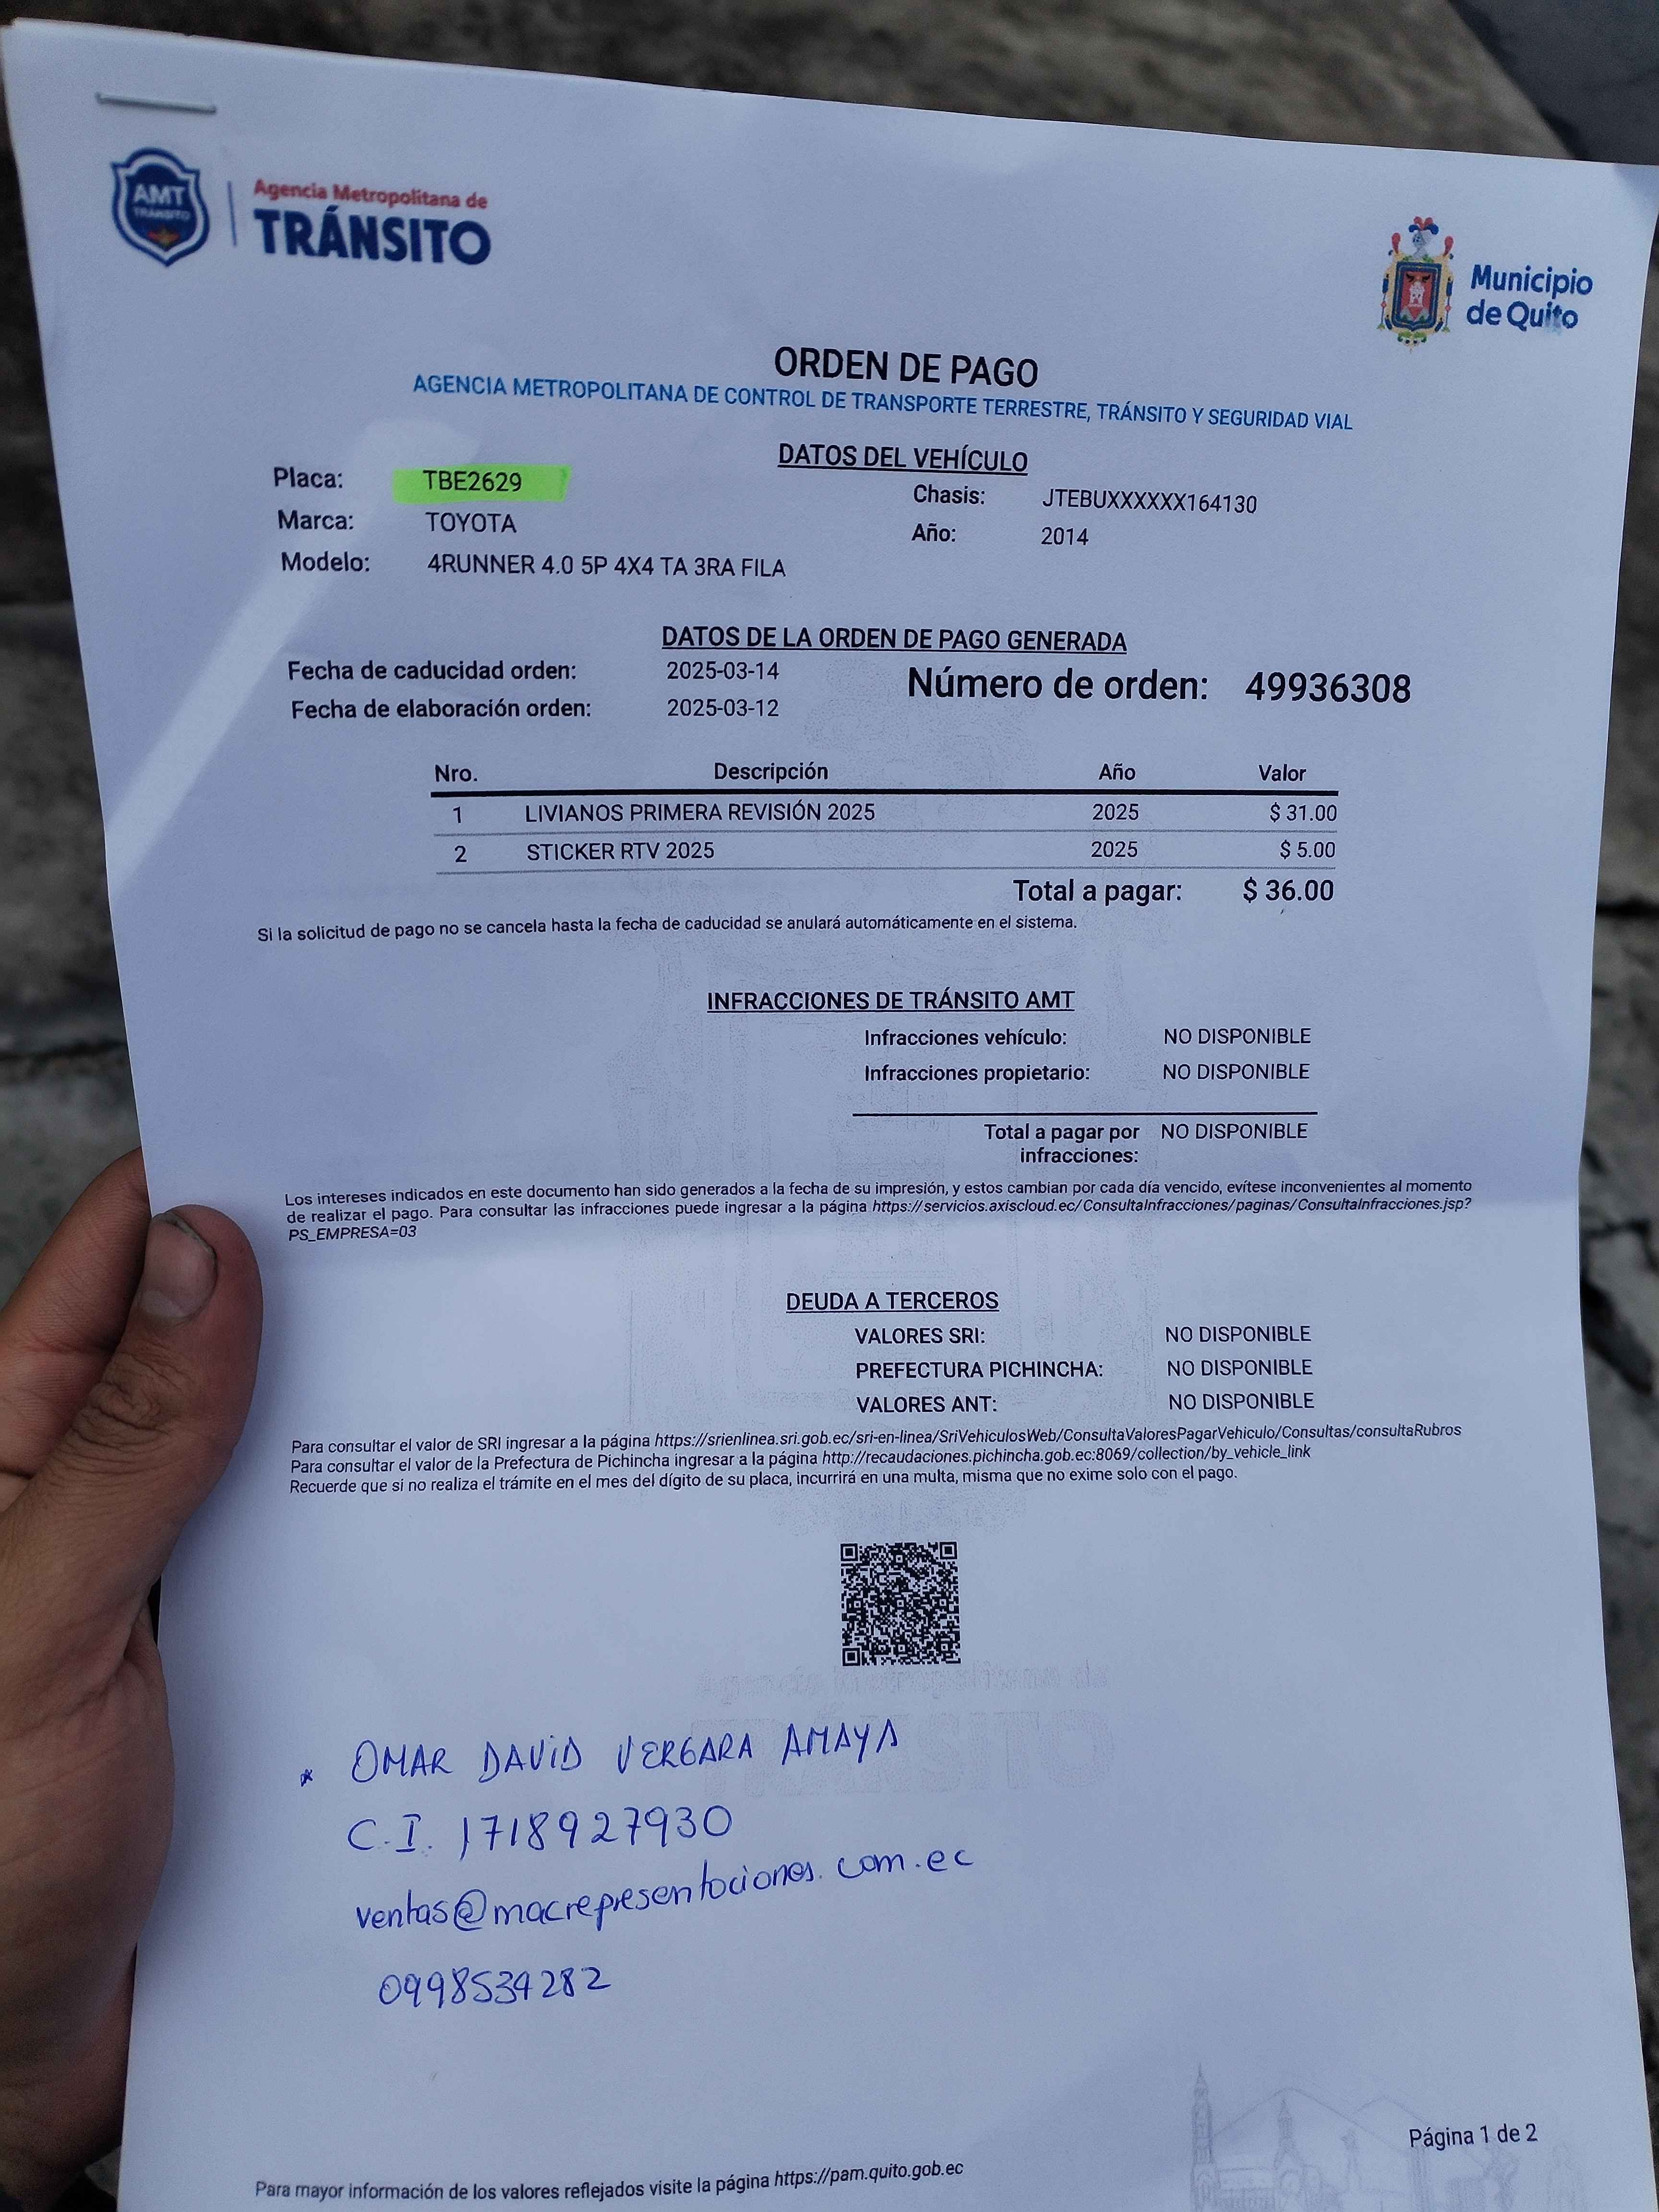 AMT
TRÁNSITO
Agencia Metropolitana de
TRÁNSITO
Municipio
de Quito
ORDEN DE PAGO
AGENCIA METROPOLITANA DE CONTROL DE TRANSPORTE TERRESTRE, TRÁNSITO Y SEGURIDAD VIAL
DATOS DEL VEHÍCULO
Placa: TBE2629 Chasis: JTEBUXXXXXX164130
Marca: TOYOTA Año: 2014
Modelo: 4RUNNER 4.0 5P 4X4 TA 3RA FILA
DATOS DE LA ORDEN DE PAGO GENERADA
Fecha de caducidad orden: 2025-03-14 Número de orden: 49936308
Fecha de elaboración orden: 2025-03-12
Nro. Descripción Año Valor
1 LIVIANOS PRIMERA REVISIÓN 2025 2025 $ 31.00
2 STICKER RTV 2025 2025 $ 5.00
Total a pagar: $ 36.00
Si la solicitud de pago no se cancela hasta la fecha de caducidad se anulará automáticamente en el sistema.
INFRACCIONES DE TRÁNSITO AMT
Infracciones vehículo: NO DISPONIBLE
Infracciones propietario: NO DISPONIBLE
Total a pagar por NO DISPONIBLE
infracciones:
Los intereses indicados en este documento han sido generados a la fecha de su impresión, y estos cambian por cada día vencido, evítese inconvenientes al momento
de realizar el pago. Para consultar las infracciones puede ingresar a la página https://servicios.axiscloud.ec/ConsultaInfracciones/paginas/ConsultaInfracciones.jsp?
PS_EMPRESA=03
DEUDA A TERCEROS
VALORES SRI: NO DISPONIBLE
PREFECTURA PICHINCHA: NO DISPONIBLE
VALORES ANT: NO DISPONIBLE
Para consultar el valor de SRI ingresar a la página https://srienlinea.sri.gob.ec/sri-en-linea/SriVehiculosWeb/ConsultaValoresPagarVehiculo/Consultas/consultaRubros
Para consultar el valor de la Prefectura de Pichincha ingresar a la página http://recaudaciones.pichincha.gob.ec:8069/collection/by_vehicle_link
Recuerde que si no realiza el trámite en el mes del dígito de su placa, incurrirá en una multa, misma que no exime solo con el pago.
* OMAR DAVID VERGARA AMAYA
C.I. 1718927930
ventas@macrepresentaciones.com.ec
0998534282
Página 1 de 2
Para mayor información de los valores reflejados visite la página https://pam.quito.gob.ec